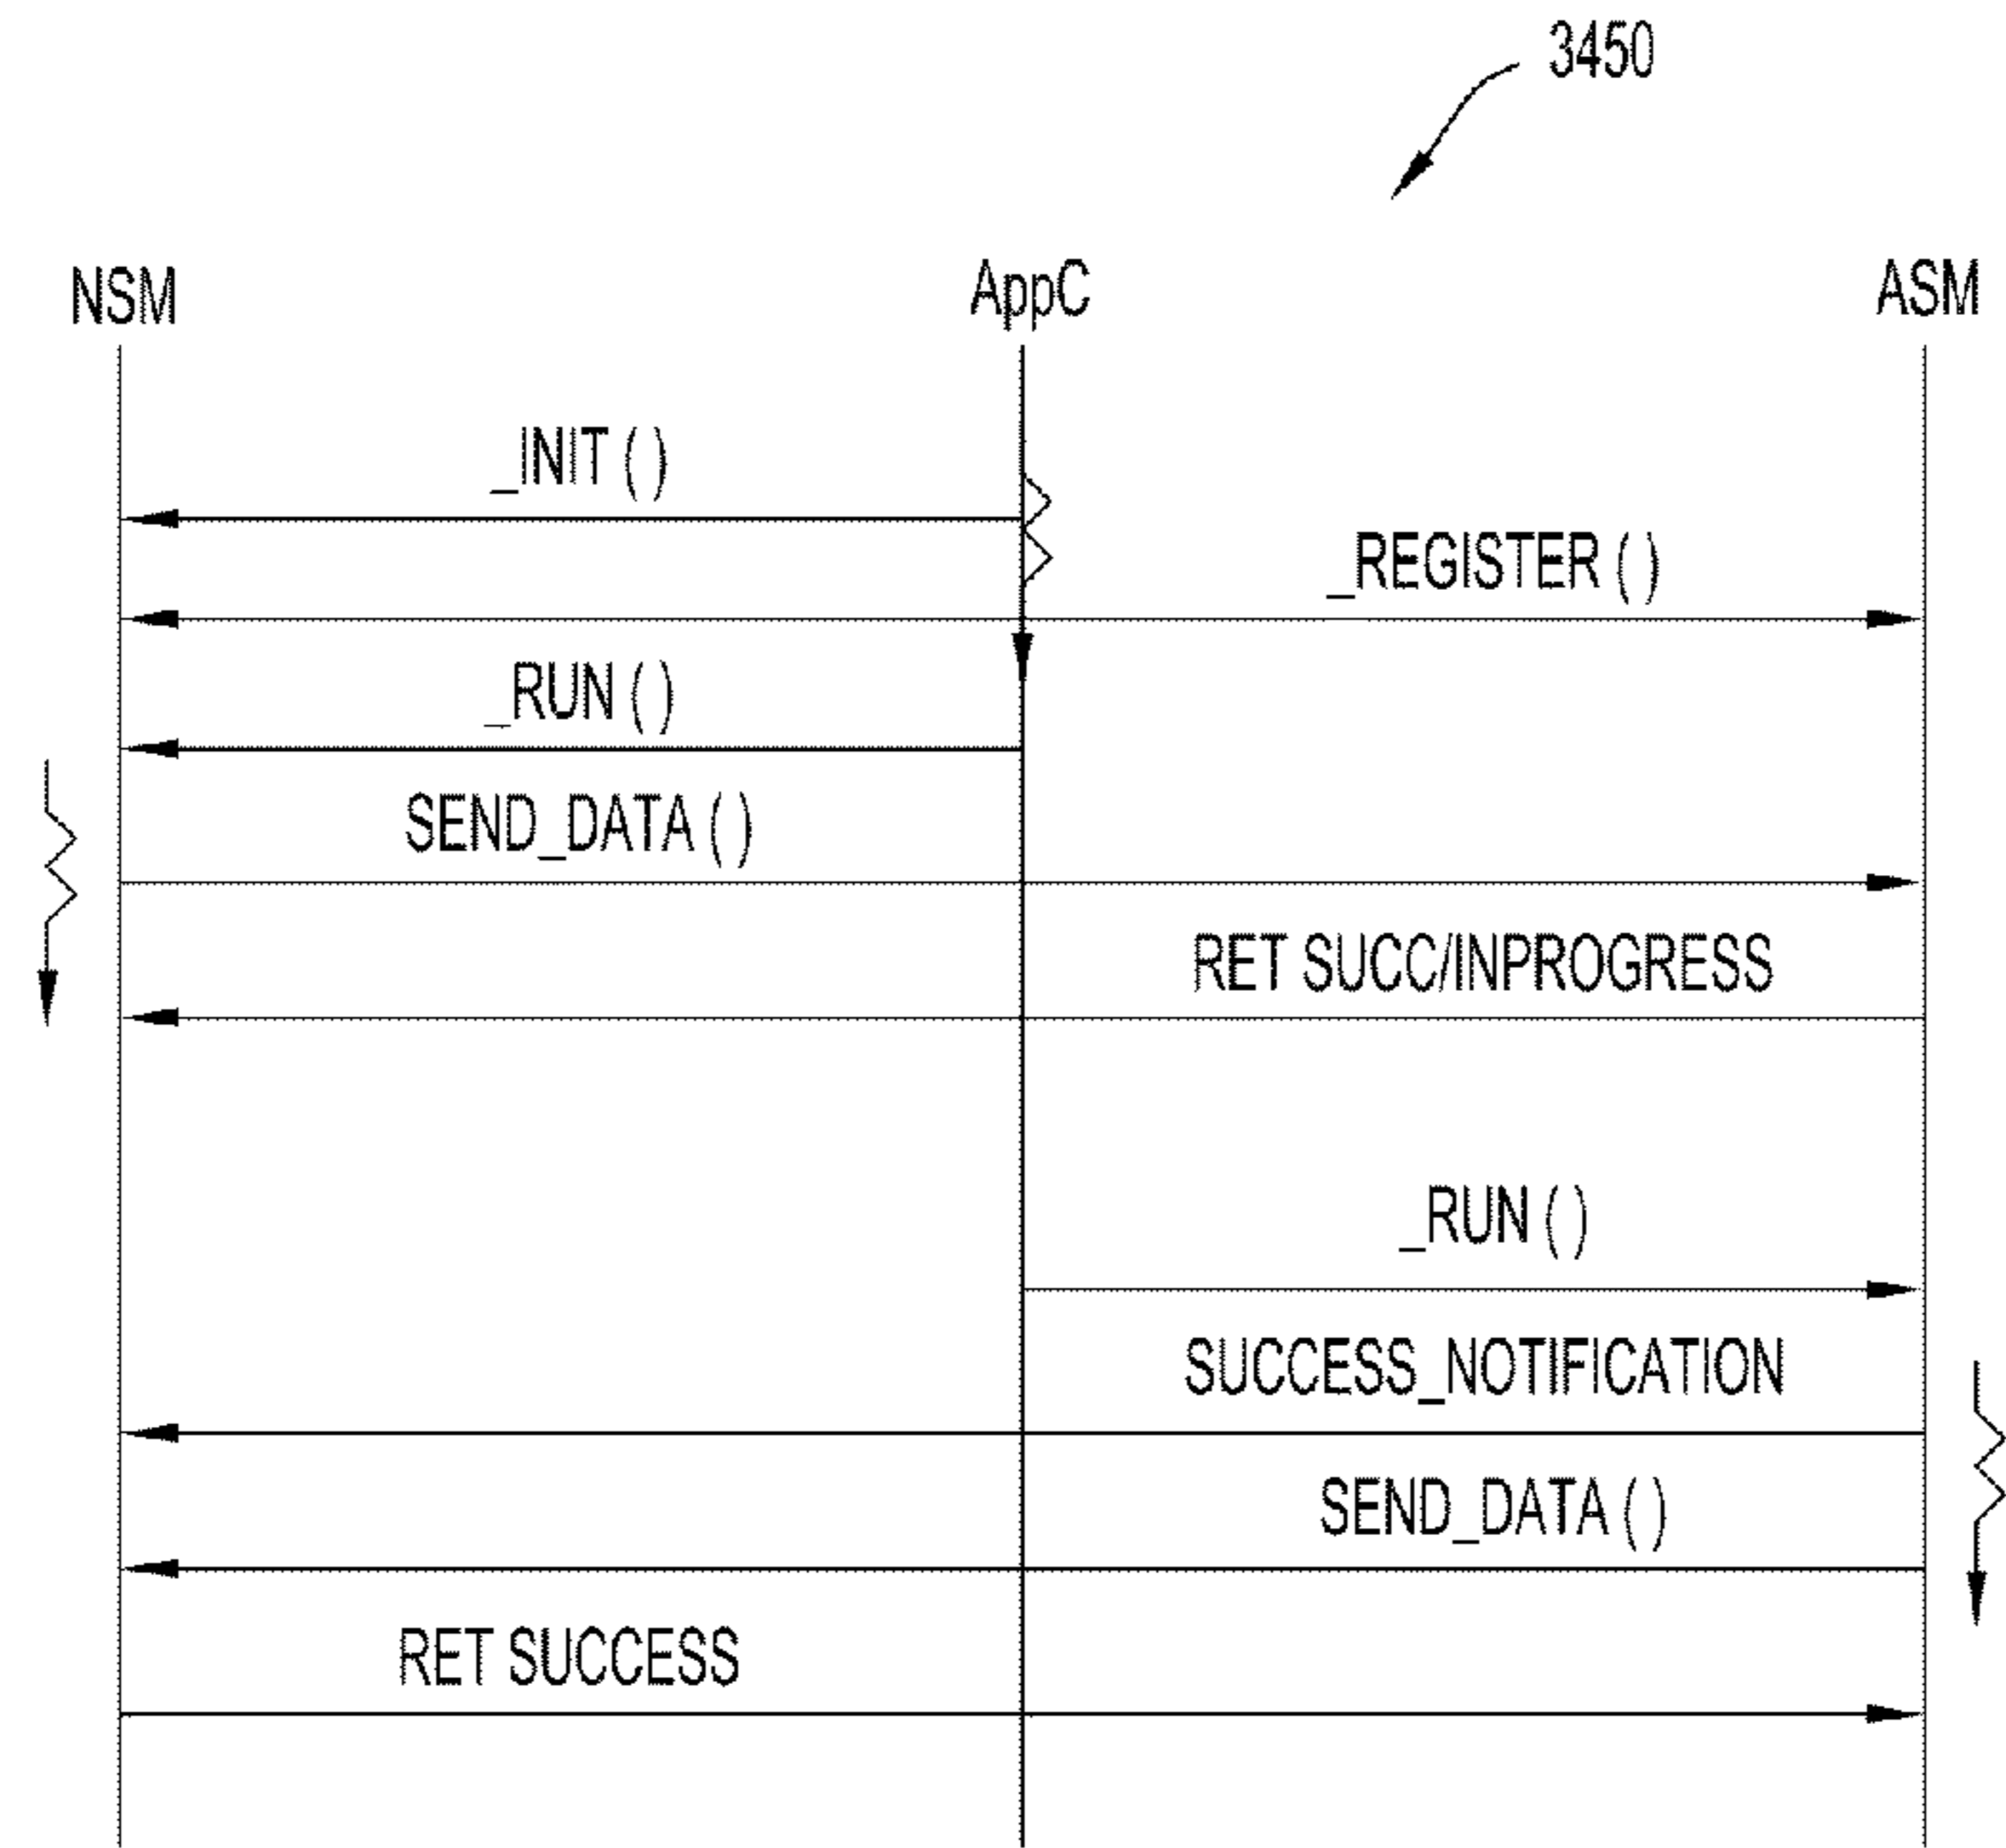 3450
NSM AppC ASM
_INIT ( )
_REGISTER ( )
_RUN ( )
SEND_DATA ( )
RET SUCC/INPROGRESS
_RUN ( )
SUCCESS_NOTIFICATION
SEND_DATA ( )
RET SUCCESS